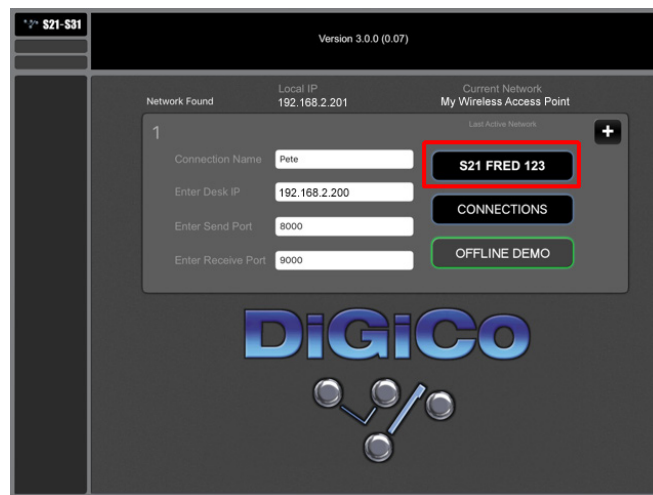 S21-S31
Version 3.0.0 (0.07)
Network Found
Local IP
192.168.2.201
Current Network
My Wireless Access Point
1
Last Active Network
+
Connection Name
Pete
S21 FRED 123
Enter Desk IP
192.168.2.200
CONNECTIONS
Enter Send Port
8000
OFFLINE DEMO
Enter Receive Port
9000
DiGiCo